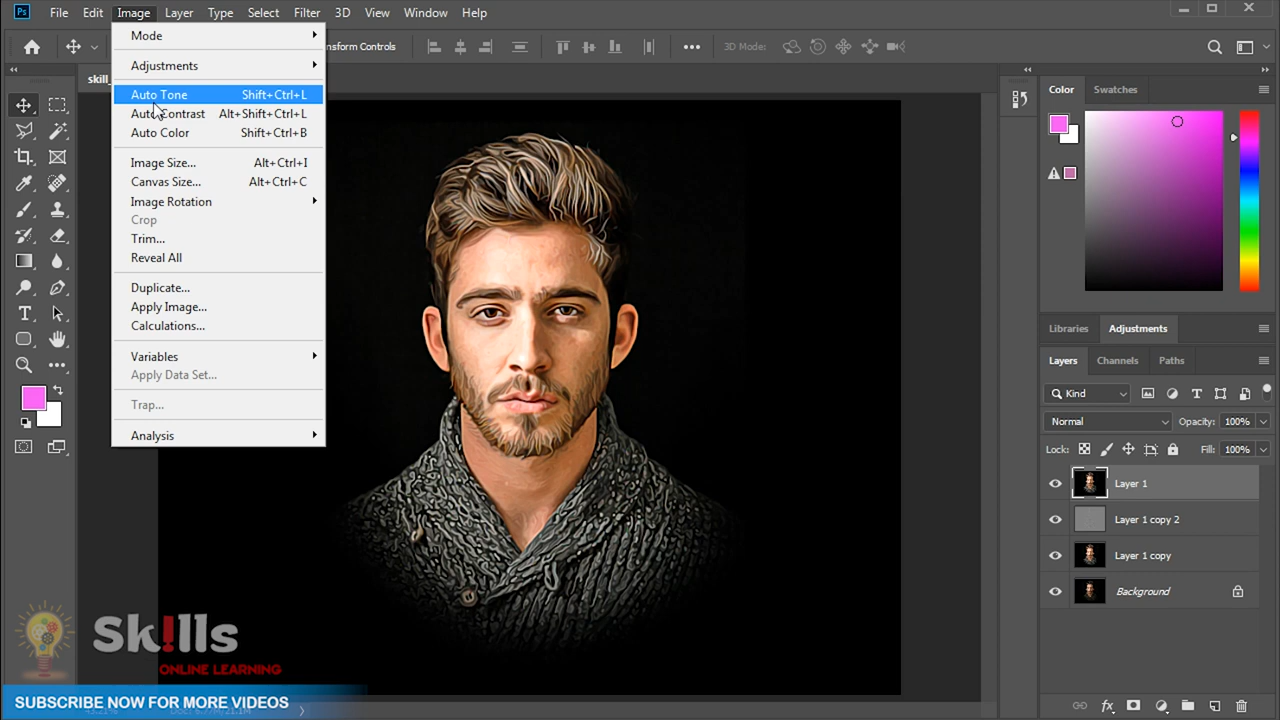 Ps File Edit Image Layer Type Select Filter 3D View Window Help
nsform Controls 3D Mode:
skill_
Mode
Adjustments
Auto Tone Shift+Ctrl+L
Auto Contrast Alt+Shift+Ctrl+L
Auto Color Shift+Ctrl+B
Image Size... Alt+Ctrl+I
Canvas Size... Alt+Ctrl+C
Image Rotation
Crop
Trim...
Reveal All
Duplicate...
Apply Image...
Calculations...
Variables
Apply Data Set...
Trap...
Analysis
Color Swatches
Libraries Adjustments
Layers Channels Paths
Kind
Normal Opacity: 100%
Lock: Fill: 100%
Layer 1
Layer 1 copy 2
Layer 1 copy
Background
Sk!lls
ONLINE LEARNING
SUBSCRIBE NOW FOR MORE VIDEOS